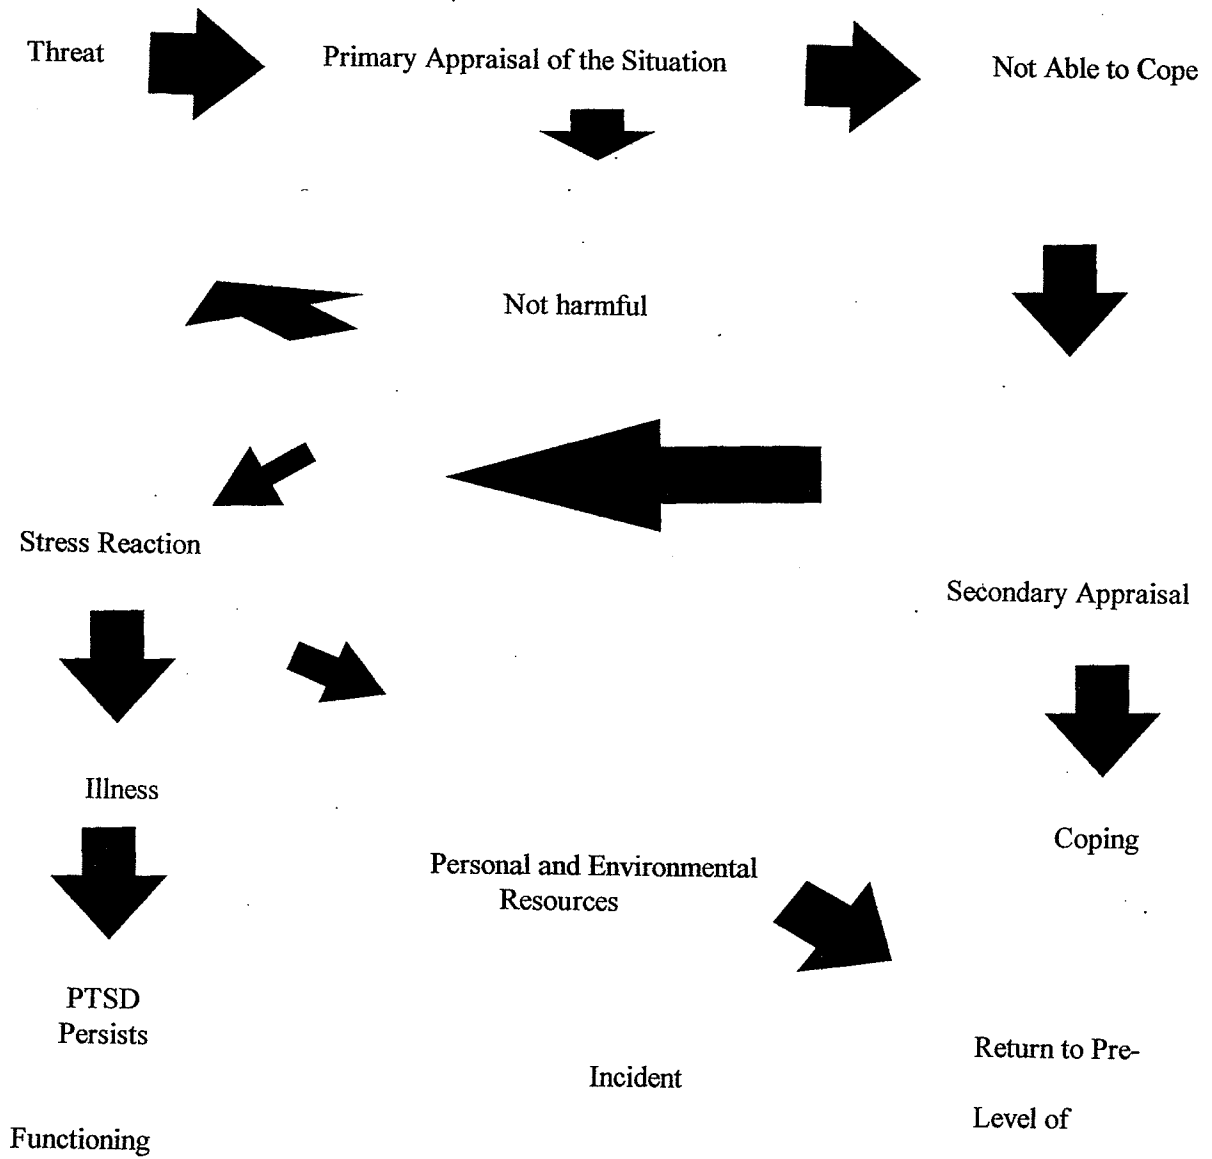 Threat
Primary Appraisal of the Situation
Not Able to Cope
Not harmful
Stress Reaction
Secondary Appraisal
Illness
Coping
Personal and Environmental
Resources
PTSD
Persists
Return to Pre-
Incident
Level of
Functioning